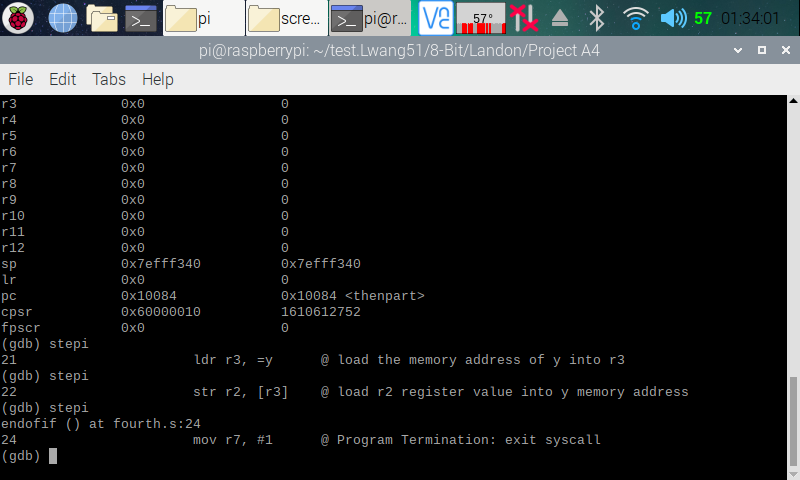 pi
scre...
pi@r...
57°
57
01:34:01
pi@raspberrypi: ~/test.Lwang51/8-Bit/Landon/Project A4
File Edit Tabs Help
r3 0x0 0
r4 0x0 0
r5 0x0 0
r6 0x0 0
r7 0x0 0
r8 0x0 0
r9 0x0 0
r10 0x0 0
r11 0x0 0
r12 0x0 0
sp 0x7efff340 0x7efff340
lr 0x0 0
pc 0x10084 0x10084 <thenpart>
cpsr 0x60000010 1610612752
fpscr 0x0 0
(gdb) stepi
21 ldr r3, =y @ load the memory address of y into r3
(gdb) stepi
22 str r2, [r3] @ load r2 register value into y memory address
(gdb) stepi
endofif () at fourth.s:24
24 mov r7, #1 @ Program Termination: exit syscall
(gdb)